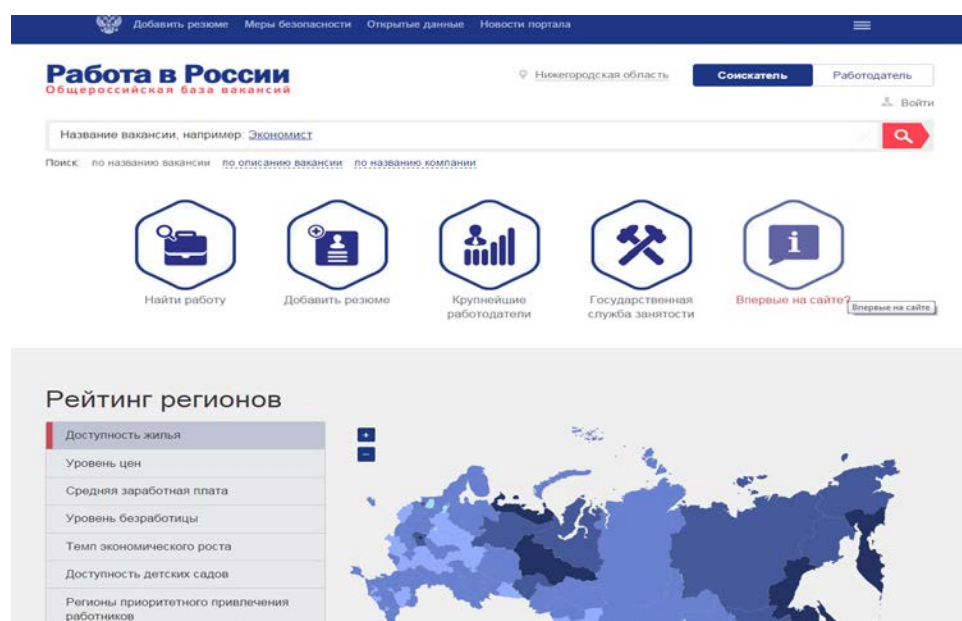 Добавить резюме Меры безопасности Открытые данные Новости портала
Работа в России
Общероссийская база вакансий
Нижегородская область
Соискатель Работодатель
Войти
Название вакансии, например: Экономист
Поиск: по названию вакансии по описанию вакансии по названию компании
Найти работу
Добавить резюме
Крупнейшие
работодатели
Государственная
служба занятости
Впервые на сайте?
Впервые на сайте
Рейтинг регионов
Доступность жилья
Уровень цен
Средняя заработная плата
Уровень безработицы
Темп экономического роста
Доступность детских садов
Регионы приоритетного привлечения
работников